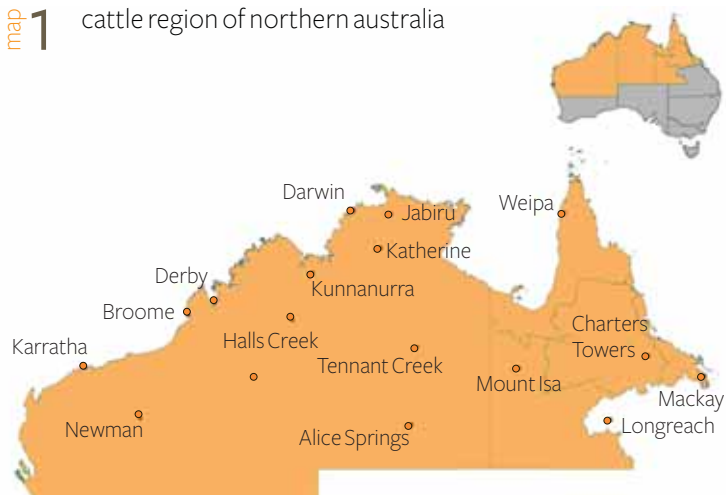 map 1 cattle region of northern australia
Darwin
Jabiru
Weipa
Katherine
Derby
Kunnanurra
Broome
Halls Creek
Charters
Towers
Karratha
Tennant Creek
Mount Isa
Mackay
Newman
Alice Springs
Longreach